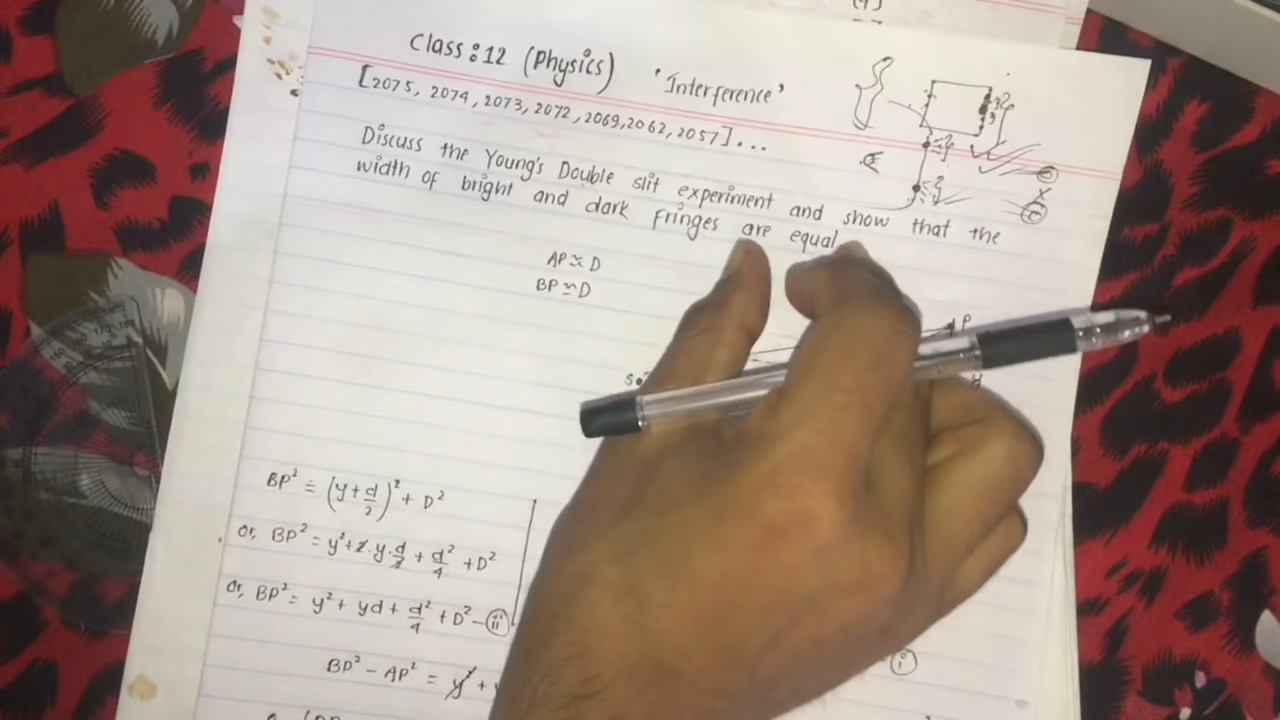 Class:12 (Physics) 'Interference'
[2075, 2074, 2073, 2072, 2069, 2062, 2057]...
Discuss the Young's Double slit experiment and show that the
width of bright and dark fringes are equal
AP ≃ D
BP ≃ D
P
S
y
BP² = (y + d/2)² + D²
or, BP² = y² + 2·y·d/2 + d²/4 + D²
or, BP² = y² + yd + d²/4 + D² — (ii)
(i)
BP² - AP² = y² +